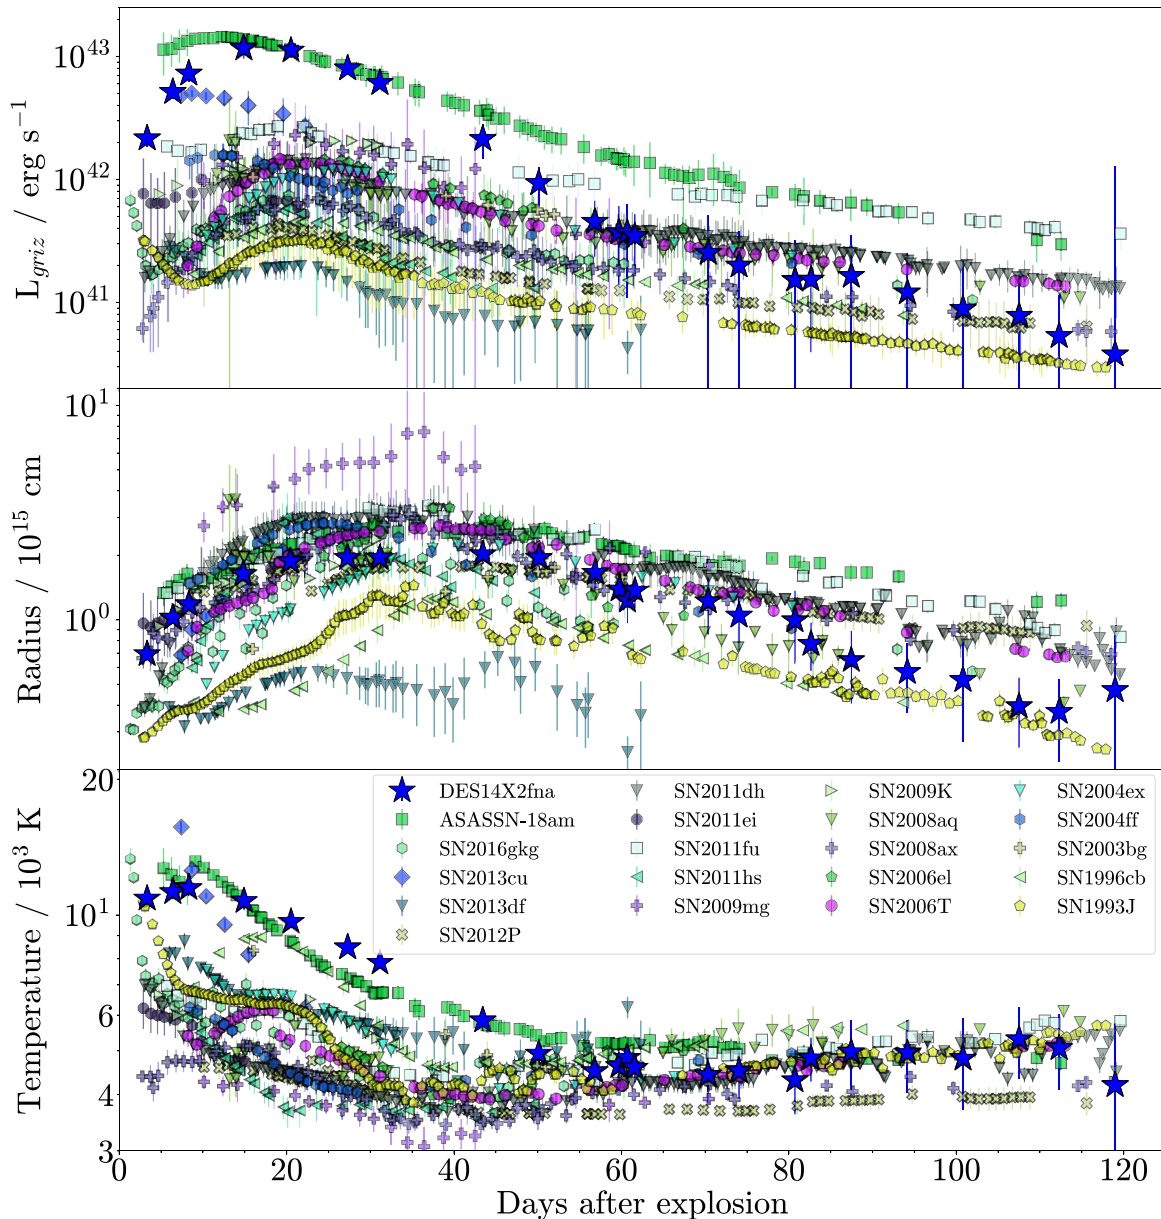 10^43
10^42
10^41
L_griz / erg s^−1
10^1
10^0
Radius / 10^15 cm
20
10
6
4
3
Temperature / 10^3 K
DES14X2fna
ASASSN-18am
SN2016gkg
SN2013cu
SN2013df
SN2012P
SN2011dh
SN2011ei
SN2011fu
SN2011hs
SN2009mg
SN2009K
SN2008aq
SN2008ax
SN2006el
SN2006T
SN2004ex
SN2004ff
SN2003bg
SN1996cb
SN1993J
0 20 40 60 80 100 120
Days after explosion